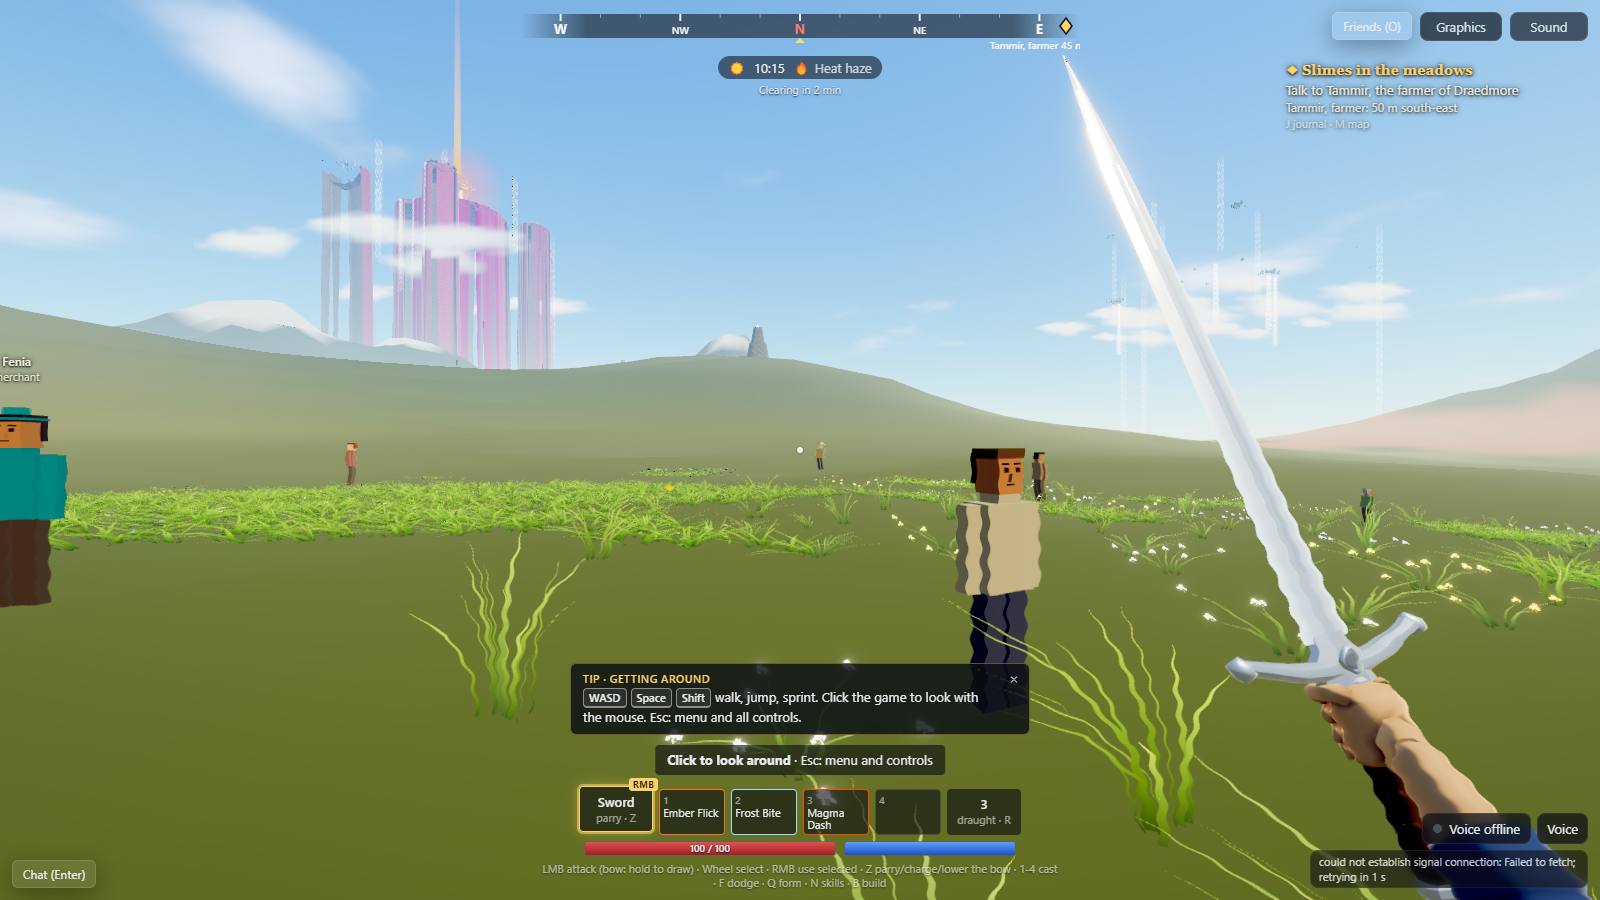 W NW N NE E
Tammir, farmer 45 m
10:15 Heat haze
Clearing in 2 min
Friends (O) Graphics Sound
Slimes in the meadows
Talk to Tammir, the farmer of Draedmore
Tammir, farmer: 50 m south-east
J journal · M map
Fenia
merchant
TIP · GETTING AROUND ×
WASD Space Shift walk, jump, sprint. Click the game to look with
the mouse. Esc: menu and all controls.
Click to look around · Esc: menu and controls
RMB
Sword
parry · Z
1
Ember Flick
2
Frost Bite
3
Magma
Dash
4
3
draught · R
100 / 100
LMB attack (bow: hold to draw) · Wheel select · RMB use selected · Z parry/charge/lower the bow · 1-4 cast
· F dodge · Q form · N skills · B build
Chat (Enter)
Voice offline Voice
could not establish signal connection: Failed to fetch;
retrying in 1 s